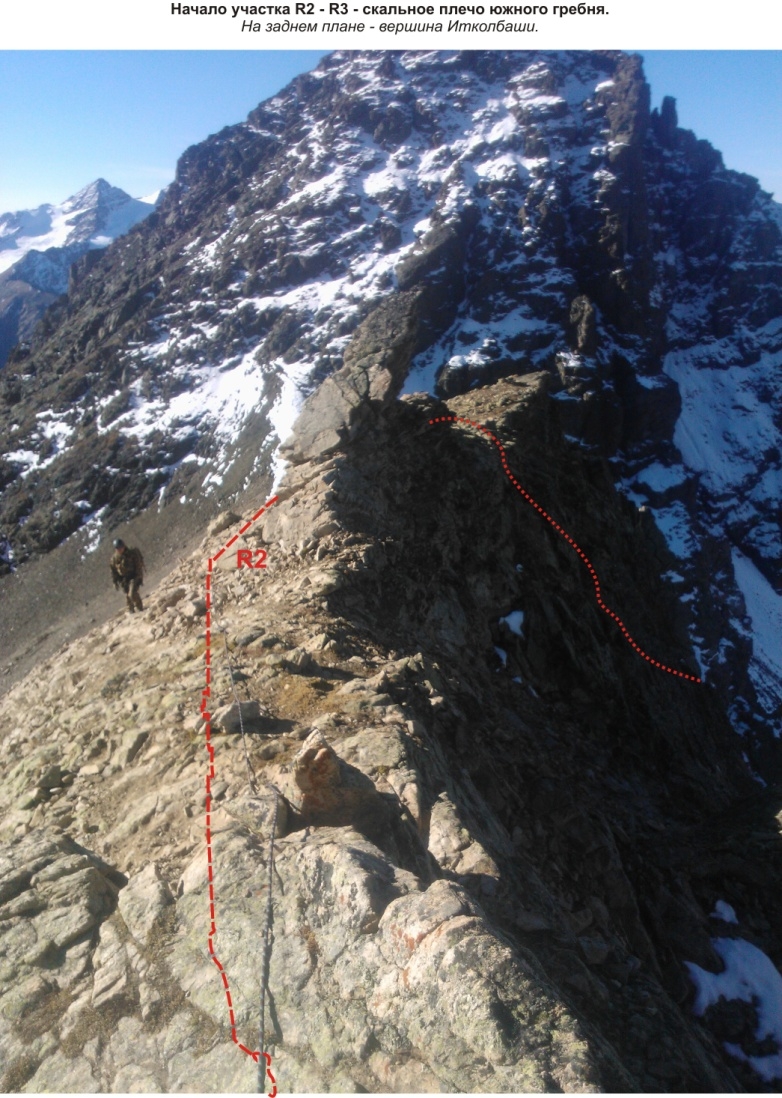 Начало участка R2 - R3 - скальное плечо южного гребня.
На заднем плане - вершина Итколбаши.
R2